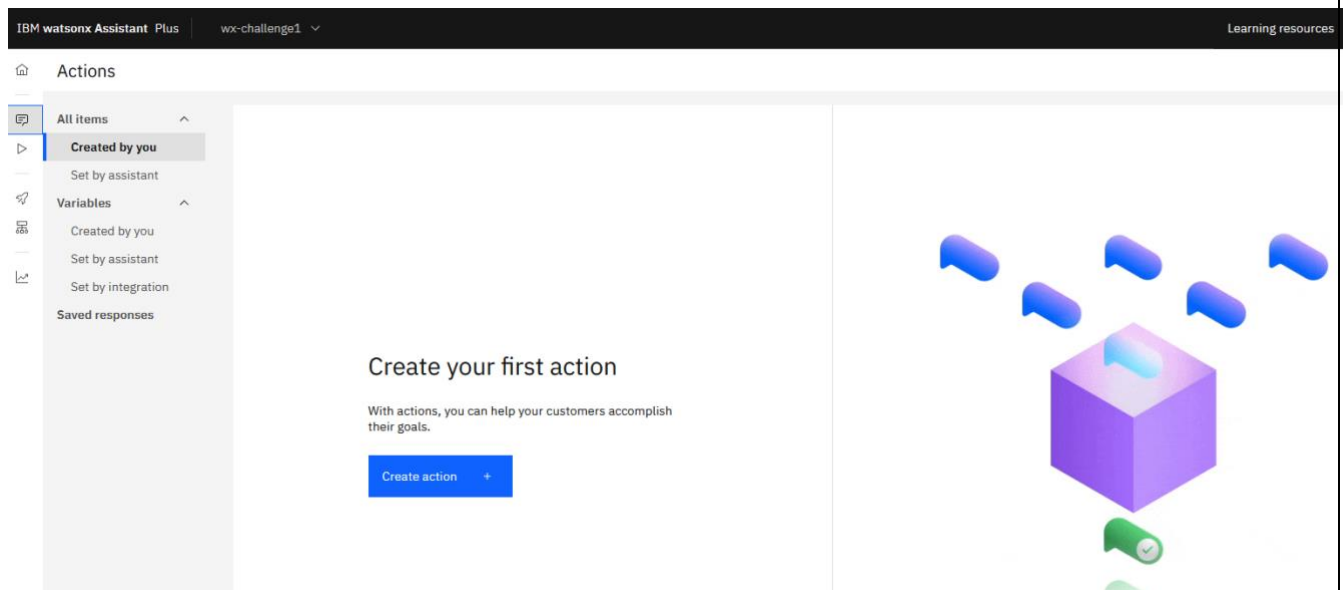 IBM watsonx Assistant Plus
wx-challenge1
Learning resources
Actions
All items
Created by you
Set by assistant
Variables
Created by you
Set by assistant
Set by integration
Saved responses
Create your first action
With actions, you can help your customers accomplish
their goals.
Create action +